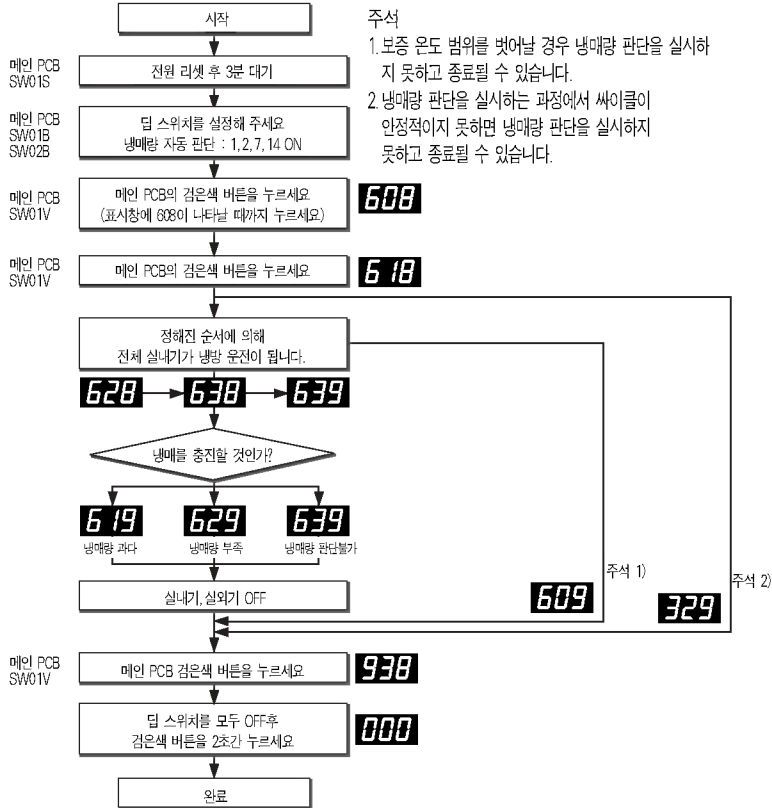 시작
주석
1. 보증 온도 범위를 벗어날 경우 냉매량 판단을 실시하
지 못하고 종료될 수 있습니다.
2. 냉매량 판단을 실시하는 과정에서 싸이클이
안정적이지 못하면 냉매량 판단을 실시하지
못하고 종료될 수 있습니다.
메인 PCB
SW01S
전원 리셋 후 3분 대기
메인 PCB
SW01B
SW02B
딥 스위치를 설정해 주세요
냉매량 자동 판단 : 1,2,7,14 ON
메인 PCB
SW01V
메인 PCB의 검은색 버튼을 누르세요
(표시창에 608이 나타날 때까지 누르세요)
608
메인 PCB
SW01V
메인 PCB의 검은색 버튼을 누르세요
618
정해진 순서에 의해
전체 실내기가 냉방 운전이 됩니다.
628 638 639
냉매를 충진할 것인가?
619 629 639
냉매량 과다 냉매량 부족 냉매량 판단불가
실내기, 실외기 OFF
609
주석 1)
329
주석 2)
메인 PCB
SW01V
메인 PCB 검은색 버튼을 누르세요
938
딥 스위치를 모두 OFF후
검은색 버튼을 2초간 누르세요
000
완료